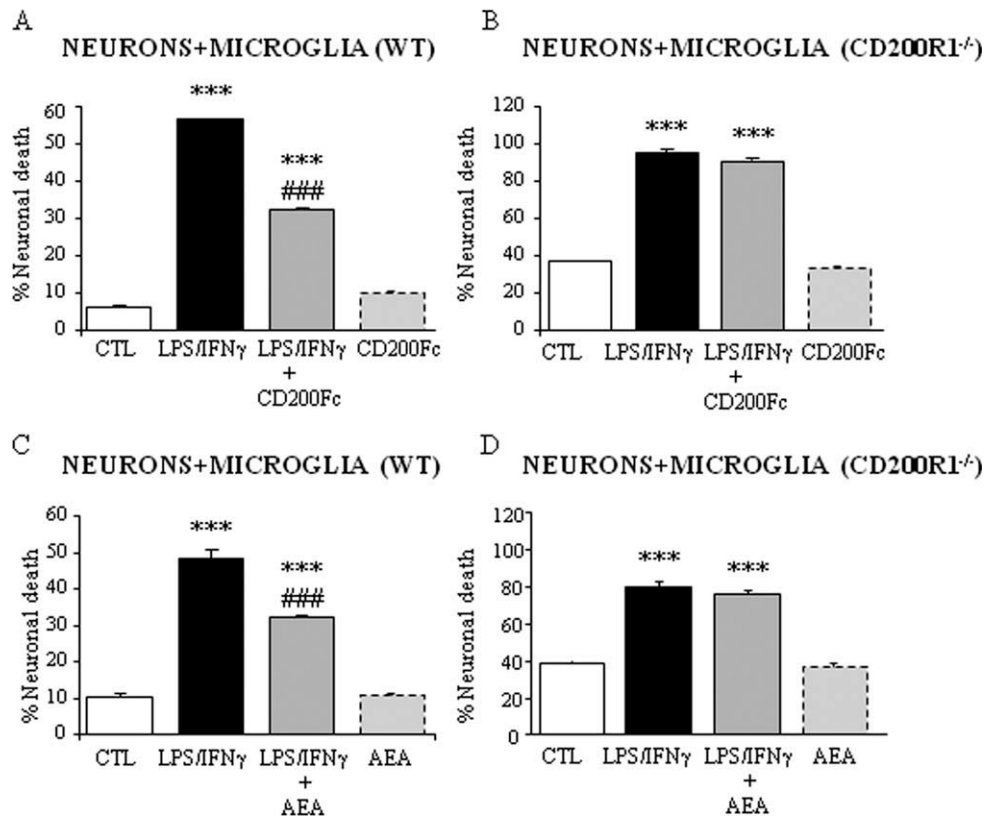 A
NEURONS+MICROGLIA (WT)
% Neuronal death
60
50
40
30
20
10
0
***
***
###
CTL
LPS/IFNγ
LPS/IFNγ
+
CD200Fc
CD200Fc
B
NEURONS+MICROGLIA (CD200R1-/-)
% Neuronal death
120
100
80
60
40
20
0
***
***
CTL
LPS/IFNγ
LPS/IFNγ
+
CD200Fc
CD200Fc
C
NEURONS+MICROGLIA (WT)
% Neuronal death
60
50
40
30
20
10
0
***
***
###
CTL
LPS/IFNγ
LPS/IFNγ
+
AEA
AEA
D
NEURONS+MICROGLIA (CD200R1-/-)
% Neuronal death
120
100
80
60
40
20
0
***
***
CTL
LPS/IFNγ
LPS/IFNγ
+
AEA
AEA